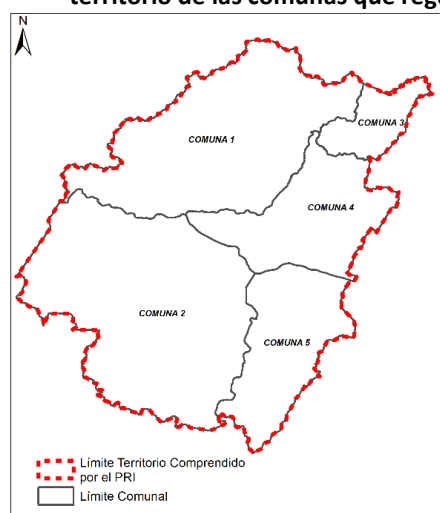 territorio de las comunas que reg
N
COMUNA 1
COMUNA 3
COMUNA 4
COMUNA 2
COMUNA 5
Límite Territorio Comprendido
por el PRI
Límite Comunal